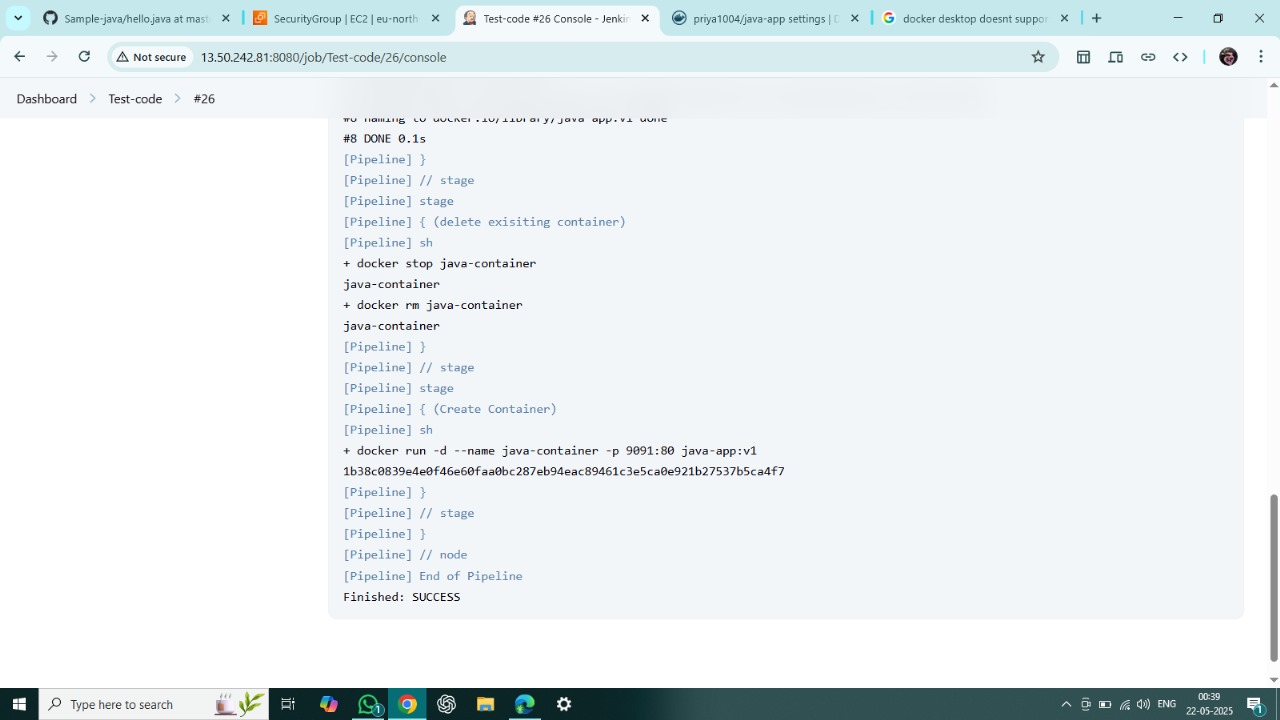 Sample-java/hello.java at mast
SecurityGroup | EC2 | eu-north
Test-code #26 Console - Jenkin
priya1004/java-app settings | D
docker desktop doesnt suppor
Not secure
13.50.242.81:8080/job/Test-code/26/console
Dashboard
Test-code
#26
#8 naming to docker.io/library/java-app:v1 done
#8 DONE 0.1s
[Pipeline] }
[Pipeline] // stage
[Pipeline] stage
[Pipeline] { (delete exisiting container)
[Pipeline] sh
+ docker stop java-container
java-container
+ docker rm java-container
java-container
[Pipeline] }
[Pipeline] // stage
[Pipeline] stage
[Pipeline] { (Create Container)
[Pipeline] sh
+ docker run -d --name java-container -p 9091:80 java-app:v1
1b38c0839e4e0f46e60faa0bc287eb94eac89461c3e5ca0e921b27537b5ca4f7
[Pipeline] }
[Pipeline] // stage
[Pipeline] }
[Pipeline] // node
[Pipeline] End of Pipeline
Finished: SUCCESS
Type here to search
1
ENG
00:39
22-05-2025
1